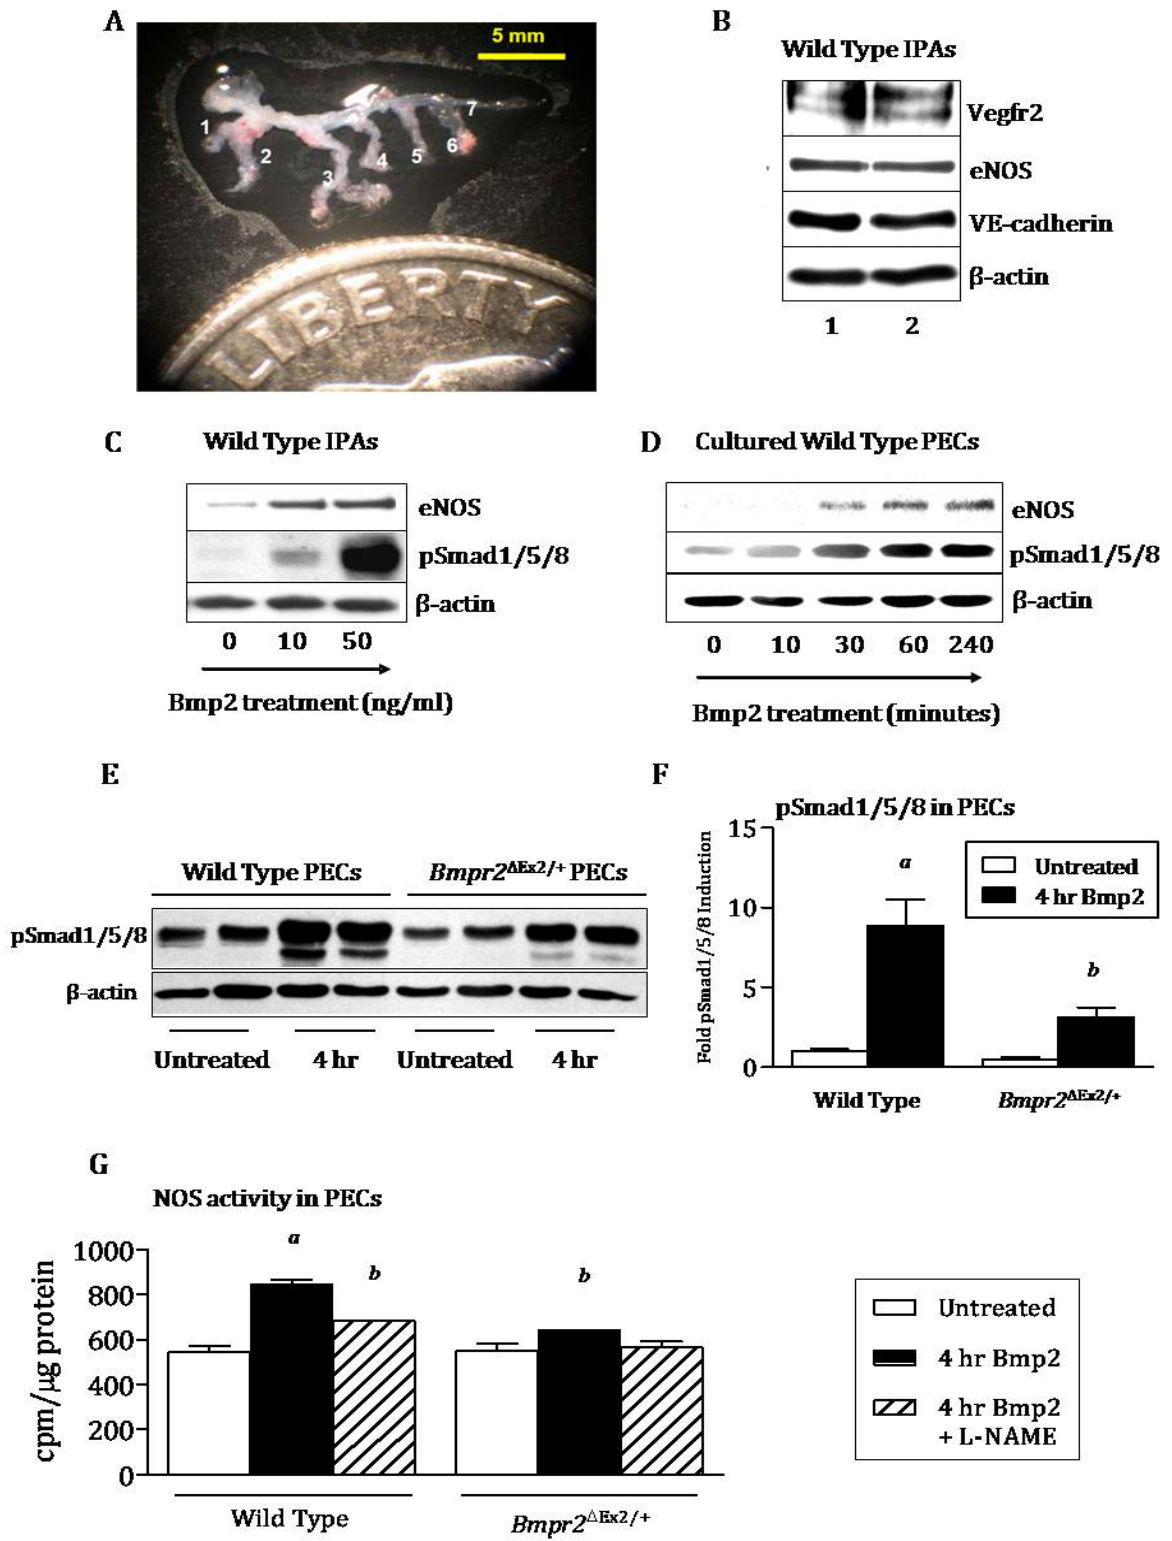 A
5 mm
1
2
3
4
5
6
7
LIBERTY
B
Wild Type IPAs
Vegfr2
eNOS
VE-cadherin
β-actin
1 2
C
Wild Type IPAs
eNOS
pSmad1/5/8
β-actin
0 10 50
Bmp2 treatment (ng/ml)
D
Cultured Wild Type PECs
eNOS
pSmad1/5/8
β-actin
0 10 30 60 240
Bmp2 treatment (minutes)
E
Wild Type PECs Bmpr2ΔEx2/+ PECs
pSmad1/5/8
β-actin
Untreated 4 hr Untreated 4 hr
F
pSmad1/5/8 in PECs
Fold pSmad1/5/8 Induction
15
10
5
0
a
b
Untreated
4 hr Bmp2
Wild Type Bmpr2ΔEx2/+
G
NOS activity in PECs
cpm/μg protein
1000
800
600
400
200
0
a
b
b
Wild Type Bmpr2△Ex2/+
Untreated
4 hr Bmp2
4 hr Bmp2
+ L-NAME